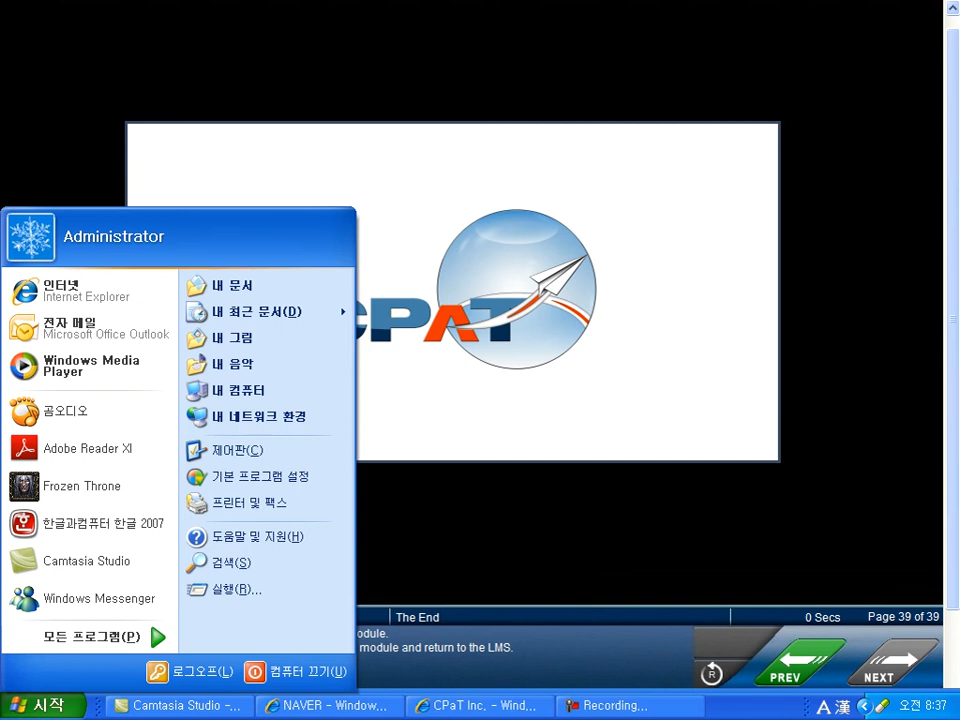 CPAT
Administrator
인터넷
Internet Explorer
전자 메일
Microsoft Office Outlook
Windows Media
Player
곰오디오
Adobe Reader XI
Frozen Throne
한글과컴퓨터 한글 2007
Camtasia Studio
Windows Messenger
모든 프로그램(P)
내 문서
내 최근 문서(D)
내 그림
내 음악
내 컴퓨터
내 네트워크 환경
제어판(C)
기본 프로그램 설정
프린터 및 팩스
도움말 및 지원(H)
검색(S)
실행(R)...
로그오프(L)
컴퓨터 끄기(U)
The End
0 Secs
Page 39 of 39
odule.
module and return to the LMS.
R
PREV
NEXT
시작
Camtasia Studio -...
NAVER - Window...
CPaT Inc. - Wind...
Recording...
A 漢
오전 8:37